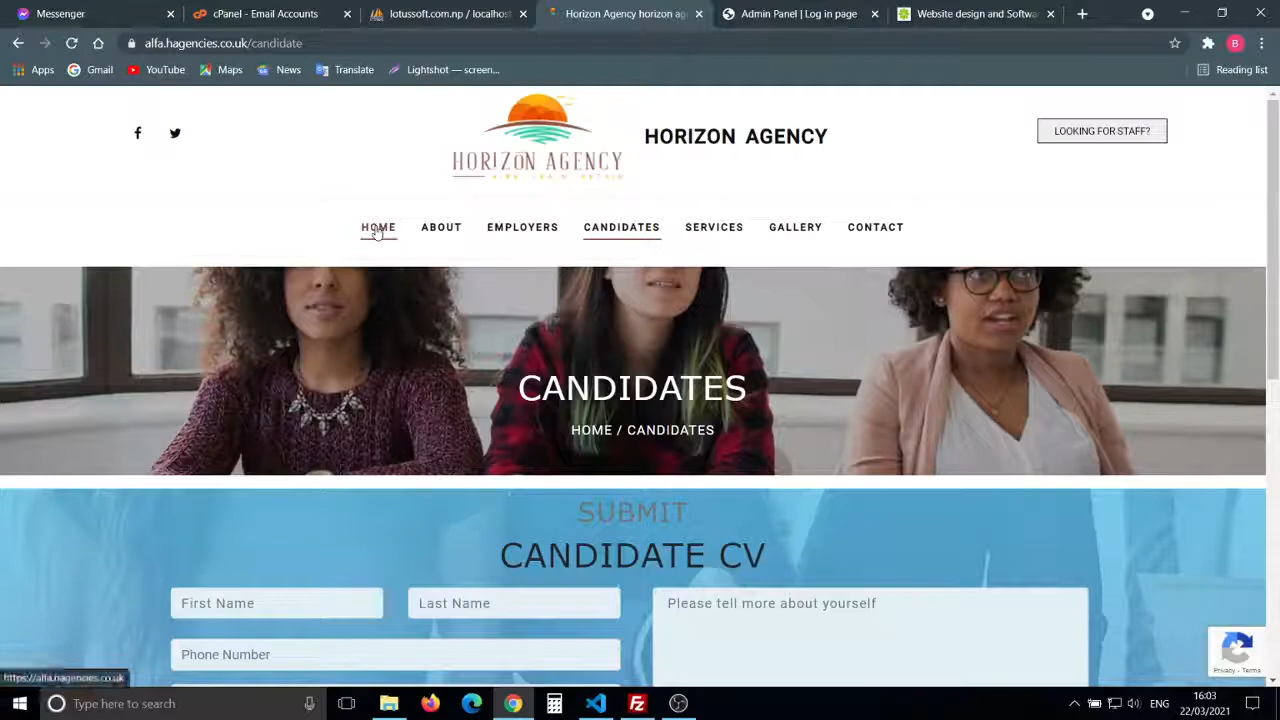 Messenger
cPanel - Email Accounts
lotussoft.com.np / localhos
Horizon Agency,horizon ag
Admin Panel | Log in page
Website design and Softwa
alfa.hagencies.co.uk/candidate
Apps
Gmail
YouTube
Maps
News
Translate
Lightshot — screen...
Reading list
HORIZON AGENCY
HORIZON AGENCY
LOOKING FOR STAFF?
HOME
ABOUT
EMPLOYERS
CANDIDATES
SERVICES
GALLERY
CONTACT
CANDIDATES
HOME / CANDIDATES
SUBMIT
CANDIDATE CV
First Name
Last Name
Please tell more about yourself
Phone Number
Privacy - Terms
https://alfa.hagencies.co.uk
Type here to search
ENG
16:03
22/03/2021